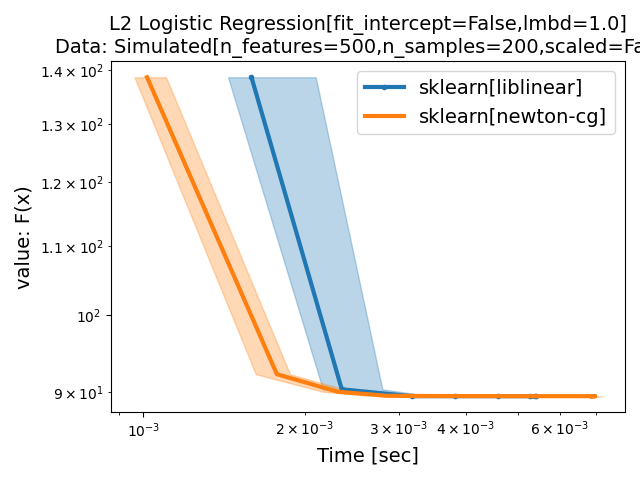 L2 Logistic Regression[fit_intercept=False,lmbd=1.0]
Data: Simulated[n_features=500,n_samples=200,scaled=Fa
sklearn[liblinear]
sklearn[newton-cg]
value: F(x)
1.4 × 10²
1.3 × 10²
1.2 × 10²
1.1 × 10²
10²
9 × 10¹
10⁻³
2 × 10⁻³
3 × 10⁻³
4 × 10⁻³
6 × 10⁻³
Time [sec]